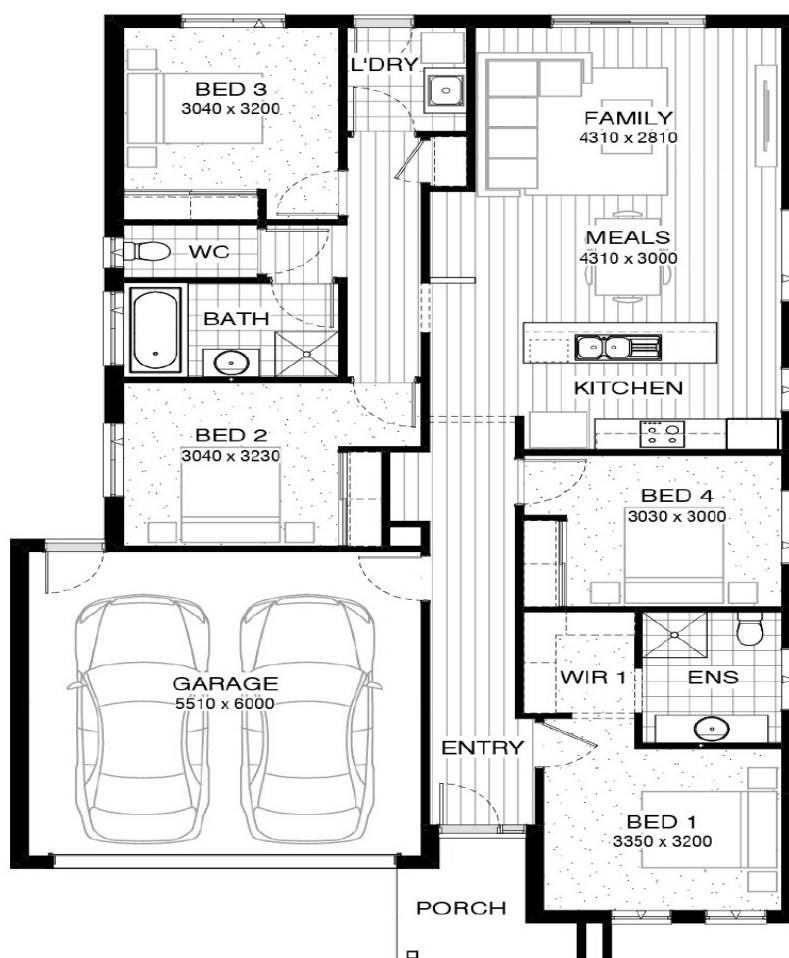 BED 3
3040 x 3200
L'DRY
FAMILY
4310 x 2810
WC
MEALS
4310 x 3000
BATH
KITCHEN
BED 2
3040 x 3230
BED 4
3030 x 3000
GARAGE
5510 x 6000
WIR 1
ENS
ENTRY
BED 1
3350 x 3200
PORCH